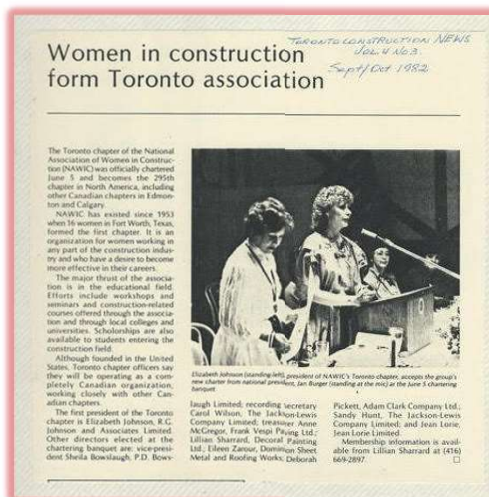 TORONTO CONSTRUCTION NEWS
VOL. 4 NO 3.
Sept/Oct 1982
Women in construction
form Toronto association
The Toronto chapter of the National
Association of Women in Construc-
tion (NAWIC) was officially chartered
June 5 and becomes the 295th
chapter in North America, including
other Canadian chapters in Edmon-
ton and Calgary.
NAWIC has existed since 1953
when 16 women in Fort Worth, Texas,
formed the first chapter. It is an
organization for women working in
any part of the construction indus-
try and who have a desire to become
more effective in their careers.
The major thrust of the associa-
tion is in the educational field.
Efforts include workshops and
seminars and construction-related
courses offered through the associa-
tion and through local colleges and
universities. Scholarships are also
available to students entering the
construction field.
Although founded in the United
States, Toronto chapter officers say
they will be operating as a com-
pletely Canadian organization,
working closely with other Can-
adian chapters.
The first president of the Toronto
chapter is Elizabeth Johnson, R.G.
Johnson and Associates Limited.
Other directors elected at the
chartering banquet are: vice-presi-
dent Sheila Bowslaugh, P.D. Bows-
Elizabeth Johnson (standing-left), president of NAWIC's Toronto chapter, accepts the group's
new charter from national president, Jan Burger (standing at the mic) at the June 5 chartering
banquet
laugh Limited; recording secretary
Carol Wilson, The Jackson-Lewis
Company Limited; treasurer Anne
McGregor, Frank Vespi Paving Ltd.;
Lillian Sharrard, Decoral Painting
Ltd.; Eileen Zarour, Dominion Sheet
Metal and Roofing Works; Deborah
Pickett, Adam Clark Company Ltd.;
Sandy Hunt, The Jackson-Lewis
Company Limited; and Jean Lorie,
Jean Lorie Limited.
Membership information is avail-
able from Lillian Sharrard at (416)
669-2897.